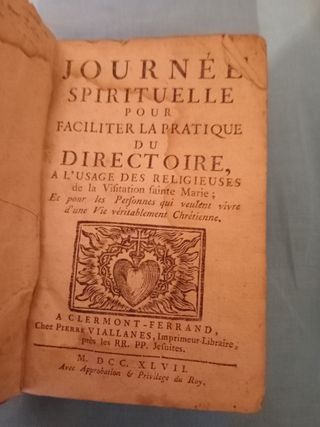 JOURNÉE
SPIRITUELLE
POUR
FACILITER LA PRATIQUE
DU
DIRECTOIRE,
A L'USAGE DES RELIGIEUSES
de la Visitation sainte Marie;
Et pour les Personnes qui veulent vivre
d'une Vie véritablement Chrétienne.
A CLERMONT-FERRAND,
Chez PIERRE VIALLANES, Imprimeur-Libraire,
près les RR. PP. Jesuites.
M. DCC. XLVII.
Avec Approbation & Privilege du Roy.